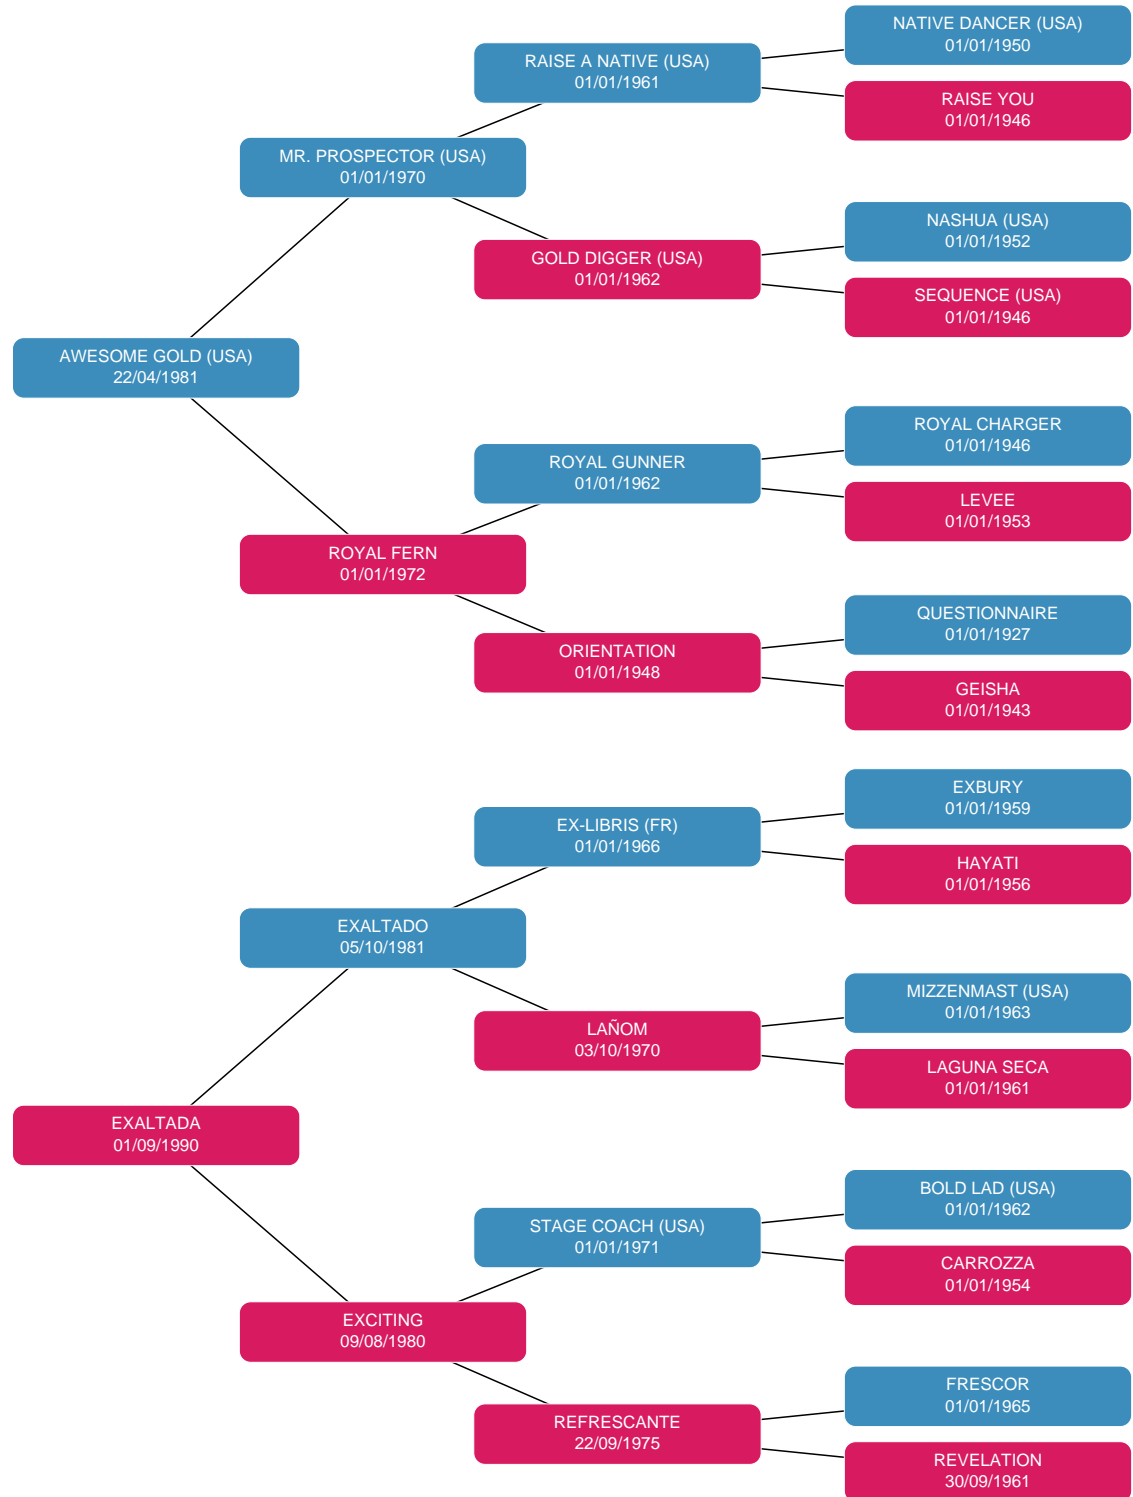 NATIVE DANCER (USA)
01/01/1950
RAISE A NATIVE (USA)
01/01/1961
RAISE YOU
01/01/1946
MR. PROSPECTOR (USA)
01/01/1970
NASHUA (USA)
01/01/1952
GOLD DIGGER (USA)
01/01/1962
SEQUENCE (USA)
01/01/1946
AWESOME GOLD (USA)
22/04/1981
ROYAL CHARGER
01/01/1946
ROYAL GUNNER
01/01/1962
LEVEE
01/01/1953
ROYAL FERN
01/01/1972
QUESTIONNAIRE
01/01/1927
ORIENTATION
01/01/1948
GEISHA
01/01/1943
EXBURY
01/01/1959
EX-LIBRIS (FR)
01/01/1966
HAYATI
01/01/1956
EXALTADO
05/10/1981
MIZZENMAST (USA)
01/01/1963
LAÑOM
03/10/1970
LAGUNA SECA
01/01/1961
EXALTADA
01/09/1990
BOLD LAD (USA)
01/01/1962
STAGE COACH (USA)
01/01/1971
CARROZZA
01/01/1954
EXCITING
09/08/1980
FRESCOR
01/01/1965
REFRESCANTE
22/09/1975
REVELATION
30/09/1961